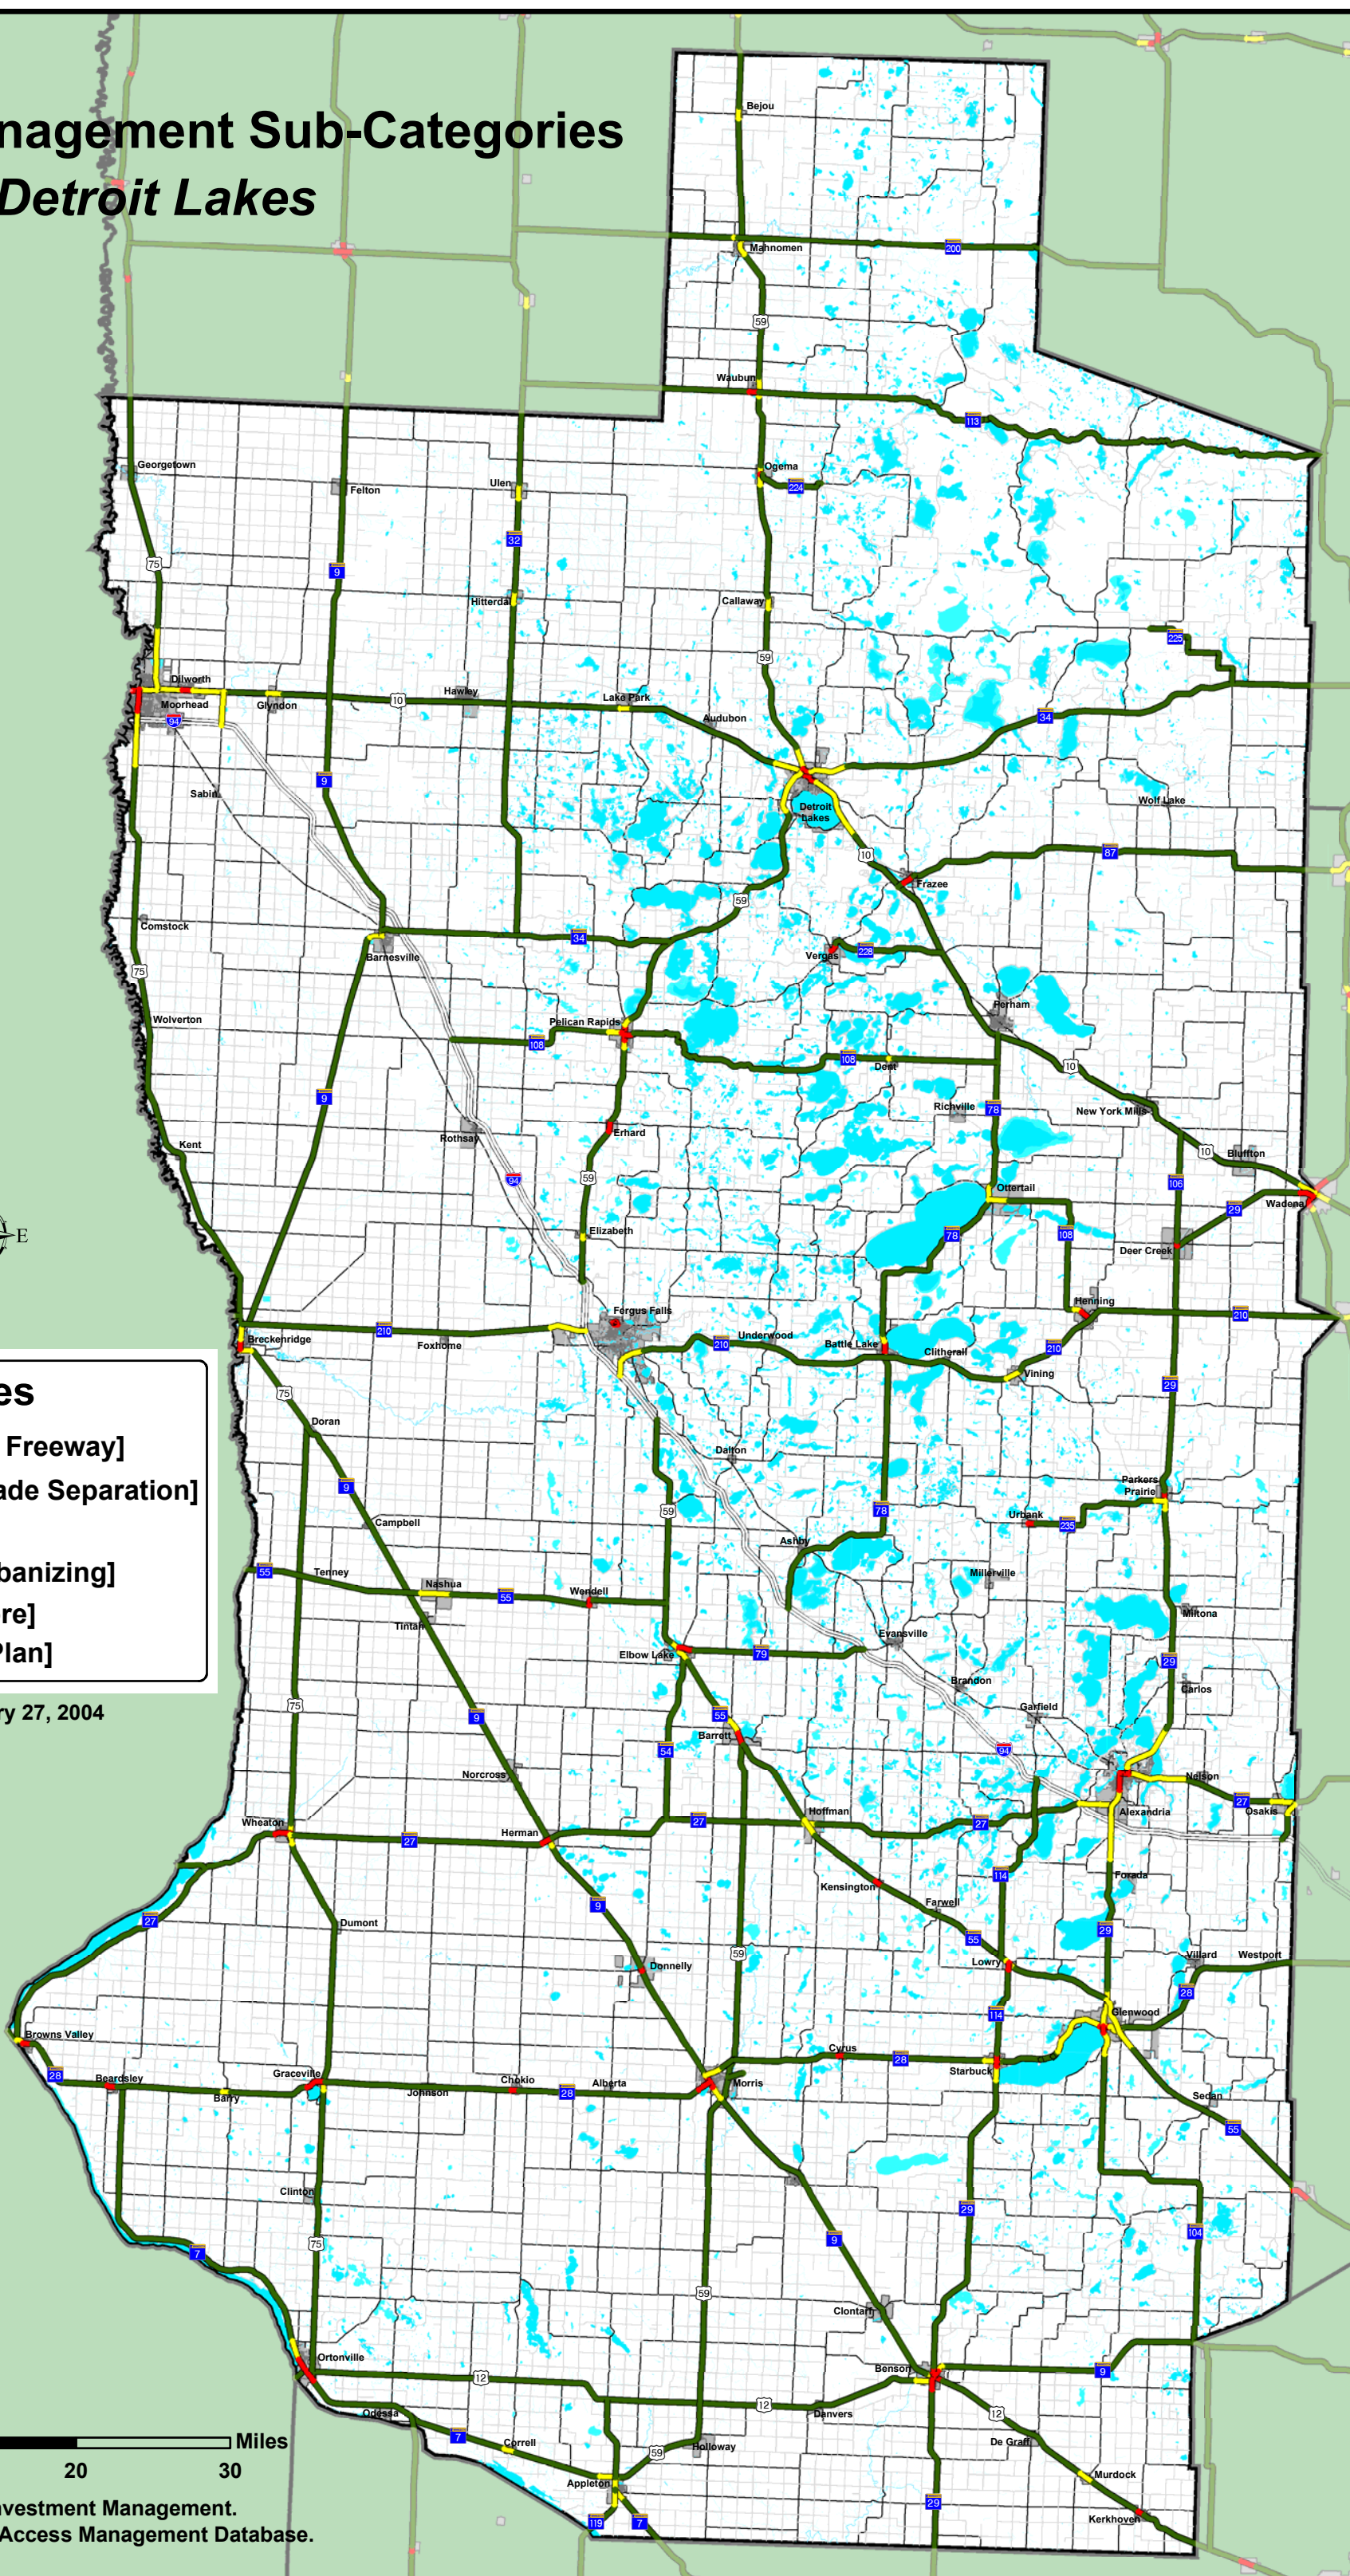 nagement Sub-Categories
Detroit Lakes
Bejou
Mahnomen
200
59
Waubun
113
Ogema
224
Georgetown
Felton
Ulen
32
75
9
Hitterdal
Callaway
59
225
Dilworth
Moorhead
94
Glyndon
10
Hawley
Lake Park
Audubon
34
9
Sabin
Detroit
Lakes
Wolf Lake
10
87
Frazee
59
Comstock
Barnesville
34
Vergas
228
75
Wolverton
Pelican Rapids
108
Perham
108
Dent
10
9
Richville
78
New York Mills
Erhard
Kent
Rothsay
94
59
10
Bluffton
106
Ottertail
Wadena
29
E
Elizabeth
78
108
Deer Creek
Fergus Falls
Henning
210
Breckenridge
210
Foxhome
210
Underwood
Battle Lake
Clitherall
210
Vining
29
es
75
Doran
Freeway]
Dalton
ade Separation]
9
Parkers
Prairie
59
78
Urbank
235
Campbell
Ashby
banizing]
55
Tenney
Nashua
55
Wendell
Millerville
re]
Tintah
Miltona
Evansville
Plan]
Elbow Lake
79
29
Brandon
Carlos
ry 27, 2004
75
9
55
Garfield
Barrett
54
94
Norcross
Nelson
Wheaton
27
Herman
27
Hoffman
27
Alexandria
27
Osakis
114
Forada
Kensington
9
Farwell
27
Dumont
29
55
59
Villard
Westport
Donnelly
Lowry
28
114
Glenwood
Browns Valley
Cyrus
28
Starbuck
28
Beardsley
Graceville
Chokio
Barry
Johnson
28
Alberta
Morris
Sedan
55
Clinton
29
104
7
75
9
59
Clontarf
Ortonville
12
Benson
9
12
Danvers
12
Odessa
7
Correll
59
Holloway
De Graff
Miles
20
30
Appleton
Murdock
29
nvestment Management.
119
7
Kerkhoven
Access Management Database.